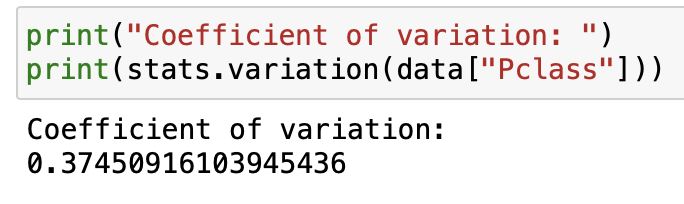 print("Coefficient of variation: ")
print(stats.variation(data["Pclass"]))
Coefficient of variation:
0.37450916103945436